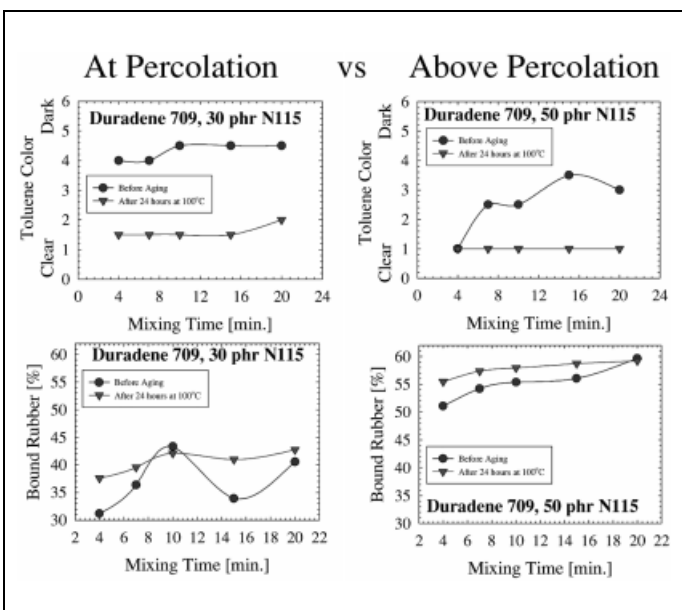 At Percolation vs Above Percolation
Duradene 709, 30 phr N115
Toluene Color
Dark
Clear
6
5
4
3
2
1
0
Before Aging
After 24 hours at 100°C
0 4 8 12 16 20 24
Mixing Time [min.]
Duradene 709, 50 phr N115
Toluene Color
Dark
Clear
6
5
4
3
2
1
0
Before Aging
After 24 hours at 100°C
0 4 8 12 16 20 24
Mixing Time [min.]
Duradene 709, 30 phr N115
Bound Rubber [%]
60
55
50
45
40
35
30
Before Aging
After 24 hours at 100°C
2 4 6 8 10 12 14 16 18 20 22
Mixing Time [min.]
Bound Rubber [%]
60
55
50
45
40
35
30
Before Aging
After 24 hours at 100°C
Duradene 709, 50 phr N115
2 4 6 8 10 12 14 16 18 20 22
Mixing Time [min.]